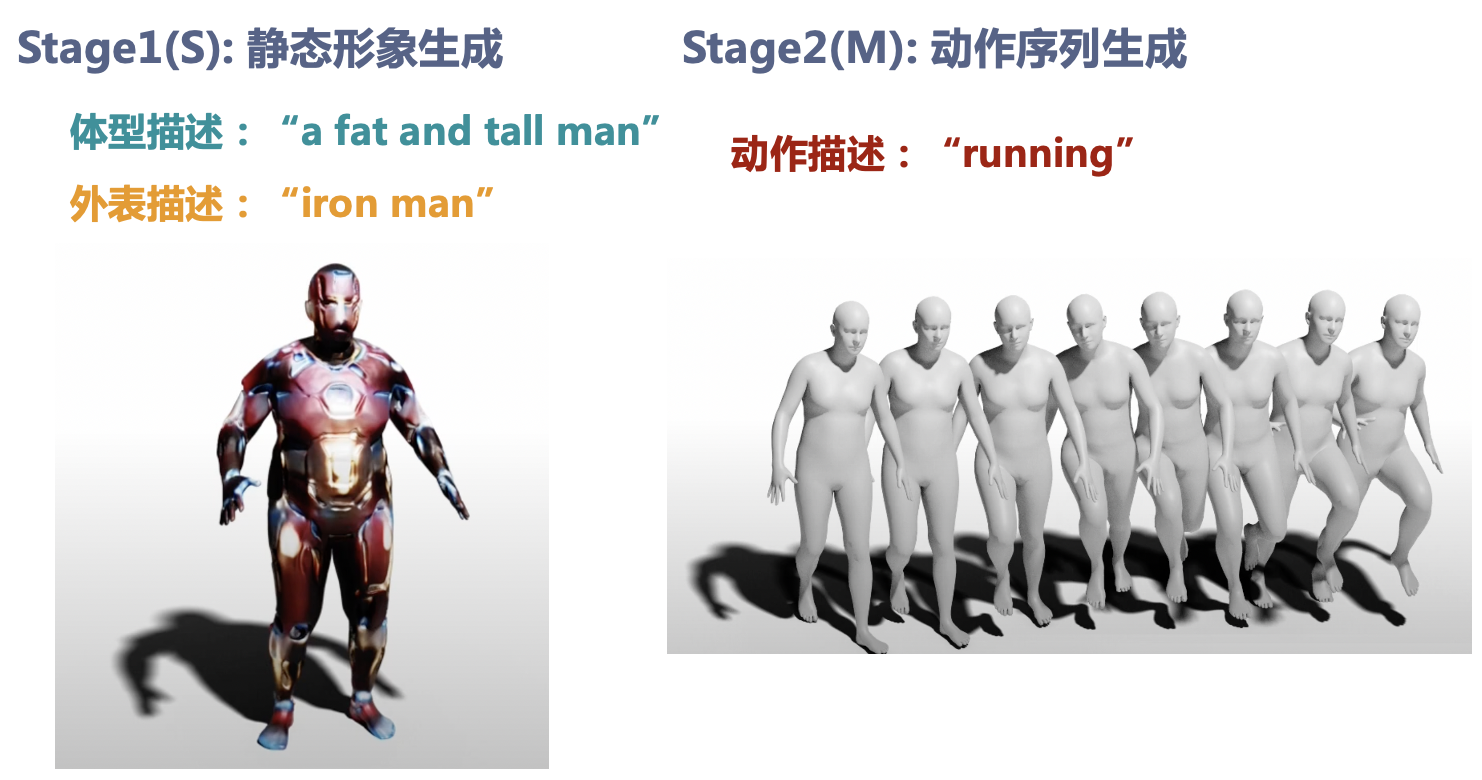 Stage1(S): 静态形象生成
体型描述：“a fat and tall man”
外表描述：“iron man”
Stage2(M): 动作序列生成
动作描述：“running”